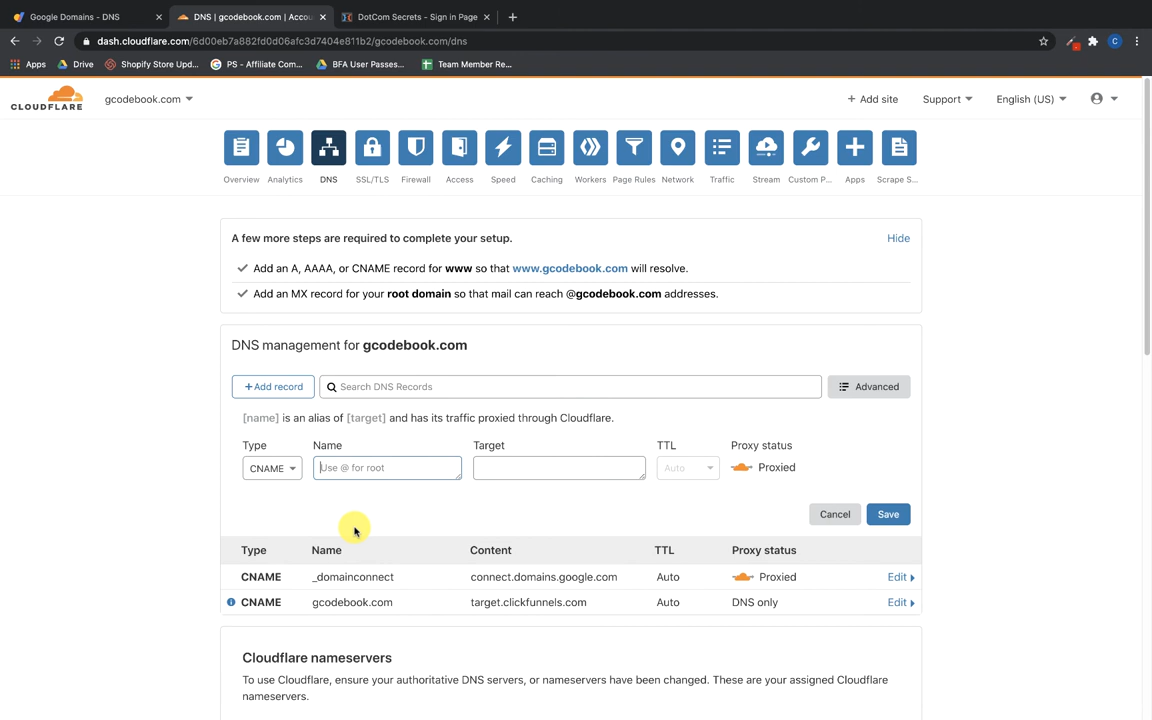 Google Domains - DNS
DNS | gcodebook.com | Accou
DotCom Secrets - Sign in Page
dash.cloudflare.com/6d00eb7a882fd0d06afc3d7404e811b2/gcodebook.com/dns
C
Apps
Drive
Shopify Store Upd...
PS - Affiliate Com...
BFA User Passes...
Team Member Re...
CLOUDFLARE
gcodebook.com
+ Add site
Support
English (US)
Overview
Analytics
DNS
SSL/TLS
Firewall
Access
Speed
Caching
Workers
Page Rules
Network
Traffic
Stream
Custom P...
Apps
Scrape S...
A few more steps are required to complete your setup.
Hide
Add an A, AAAA, or CNAME record for www so that www.gcodebook.com will resolve.
Add an MX record for your root domain so that mail can reach @gcodebook.com addresses.
DNS management for gcodebook.com
+Add record
Search DNS Records
Advanced
[name] is an alias of [target] and has its traffic proxied through Cloudflare.
Type
Name
Target
TTL
Proxy status
CNAME
Use @ for root
Auto
Proxied
Cancel
Save
Type Name Content TTL Proxy status
CNAME _domainconnect connect.domains.google.com Auto Proxied Edit
CNAME gcodebook.com target.clickfunnels.com Auto DNS only Edit
Cloudflare nameservers
To use Cloudflare, ensure your authoritative DNS servers, or nameservers have been changed. These are your assigned Cloudflare
nameservers.